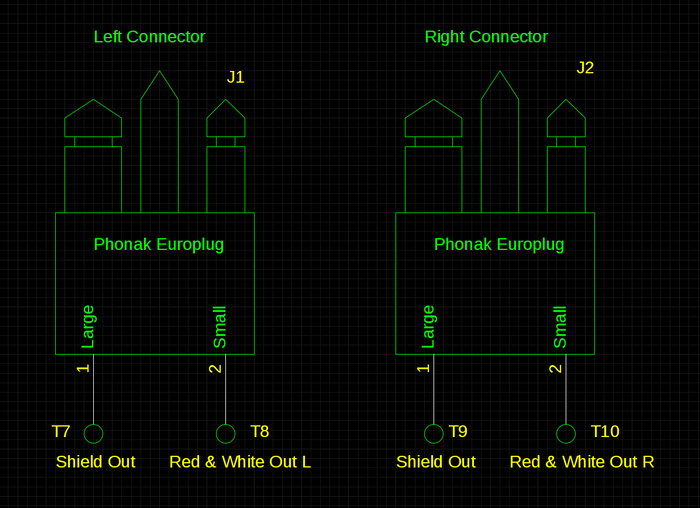 Left Connector
Right Connector
J1
J2
Phonak Europlug
Phonak Europlug
Large
Small
Large
Small
1
2
1
2
T7
T8
T9
T10
Shield Out
Red & White Out L
Shield Out
Red & White Out R